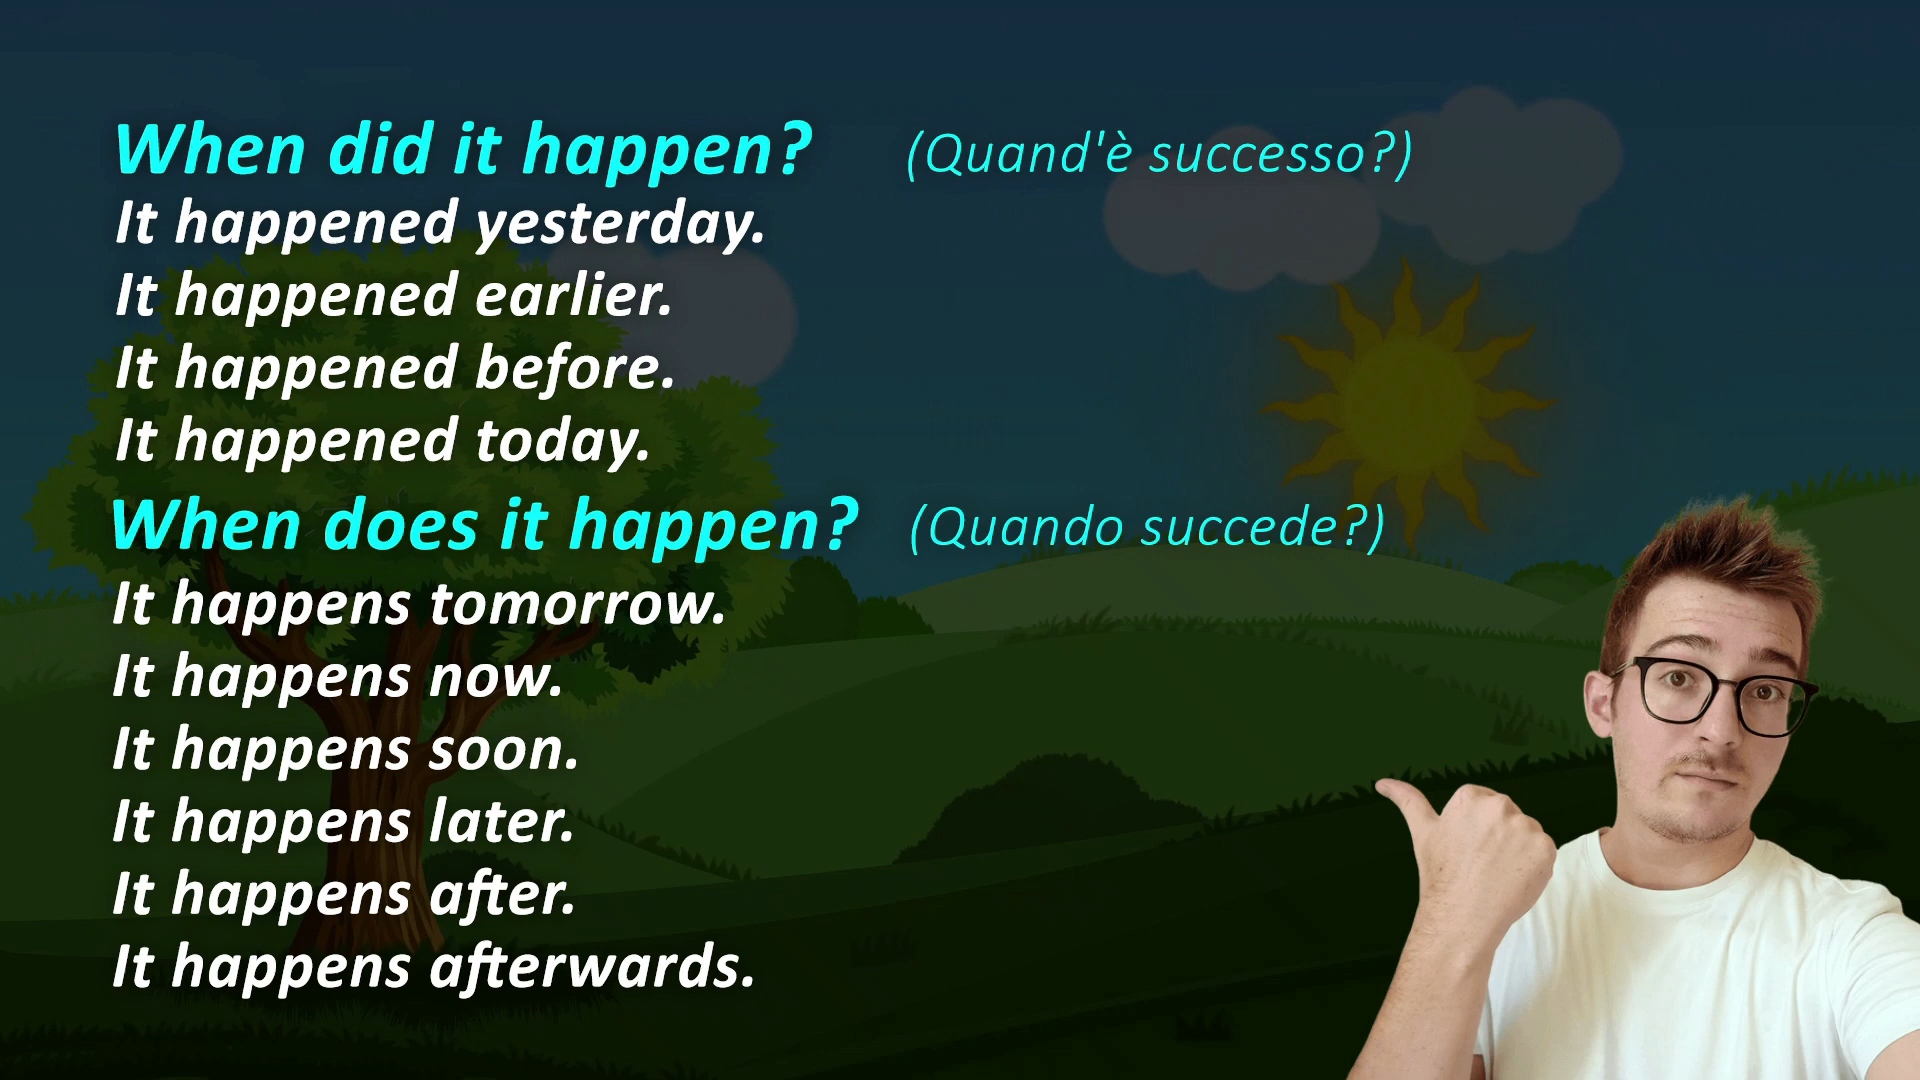 When did it happen? (Quand'è successo?)
It happened yesterday.
It happened earlier.
It happened before.
It happened today.
When does it happen? (Quando succede?)
It happens tomorrow.
It happens now.
It happens soon.
It happens later.
It happens after.
It happens afterwards.